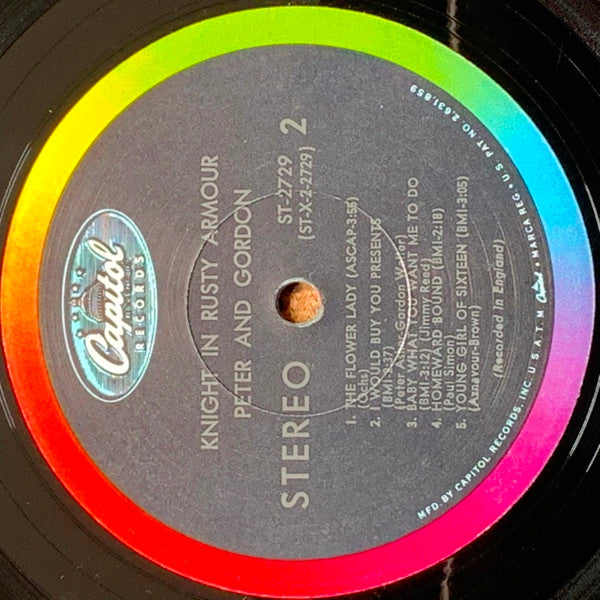 Capitol
RECORDS
KNIGHT IN RUSTY ARMOUR
PETER AND GORDON
STEREO
ST-2729
(ST-X-2-2729)
2
1. THE FLOWER LADY (ASCAP-3:55)
(Ochs)
2. I WOULD BUY YOU PRESENTS
(BMI-2:37)
(Peter Asher-Gordon Waller)
3. BABY WHAT YOU WANT ME TO DO
(BMI-3:12) (Jimmy Reed)
4. HOMEWARD BOUND (BMI-2:18)
(Paul Simon)
5. YOUNG GIRL OF SIXTEEN (BMI-3:05)
(Aznavour-Brown)
(Recorded in England)
MFD. BY CAPITOL RECORDS, INC. U.S.A. T.M. Capitol • MARCA REG. • U.S. PAT. NO. 2,631,859